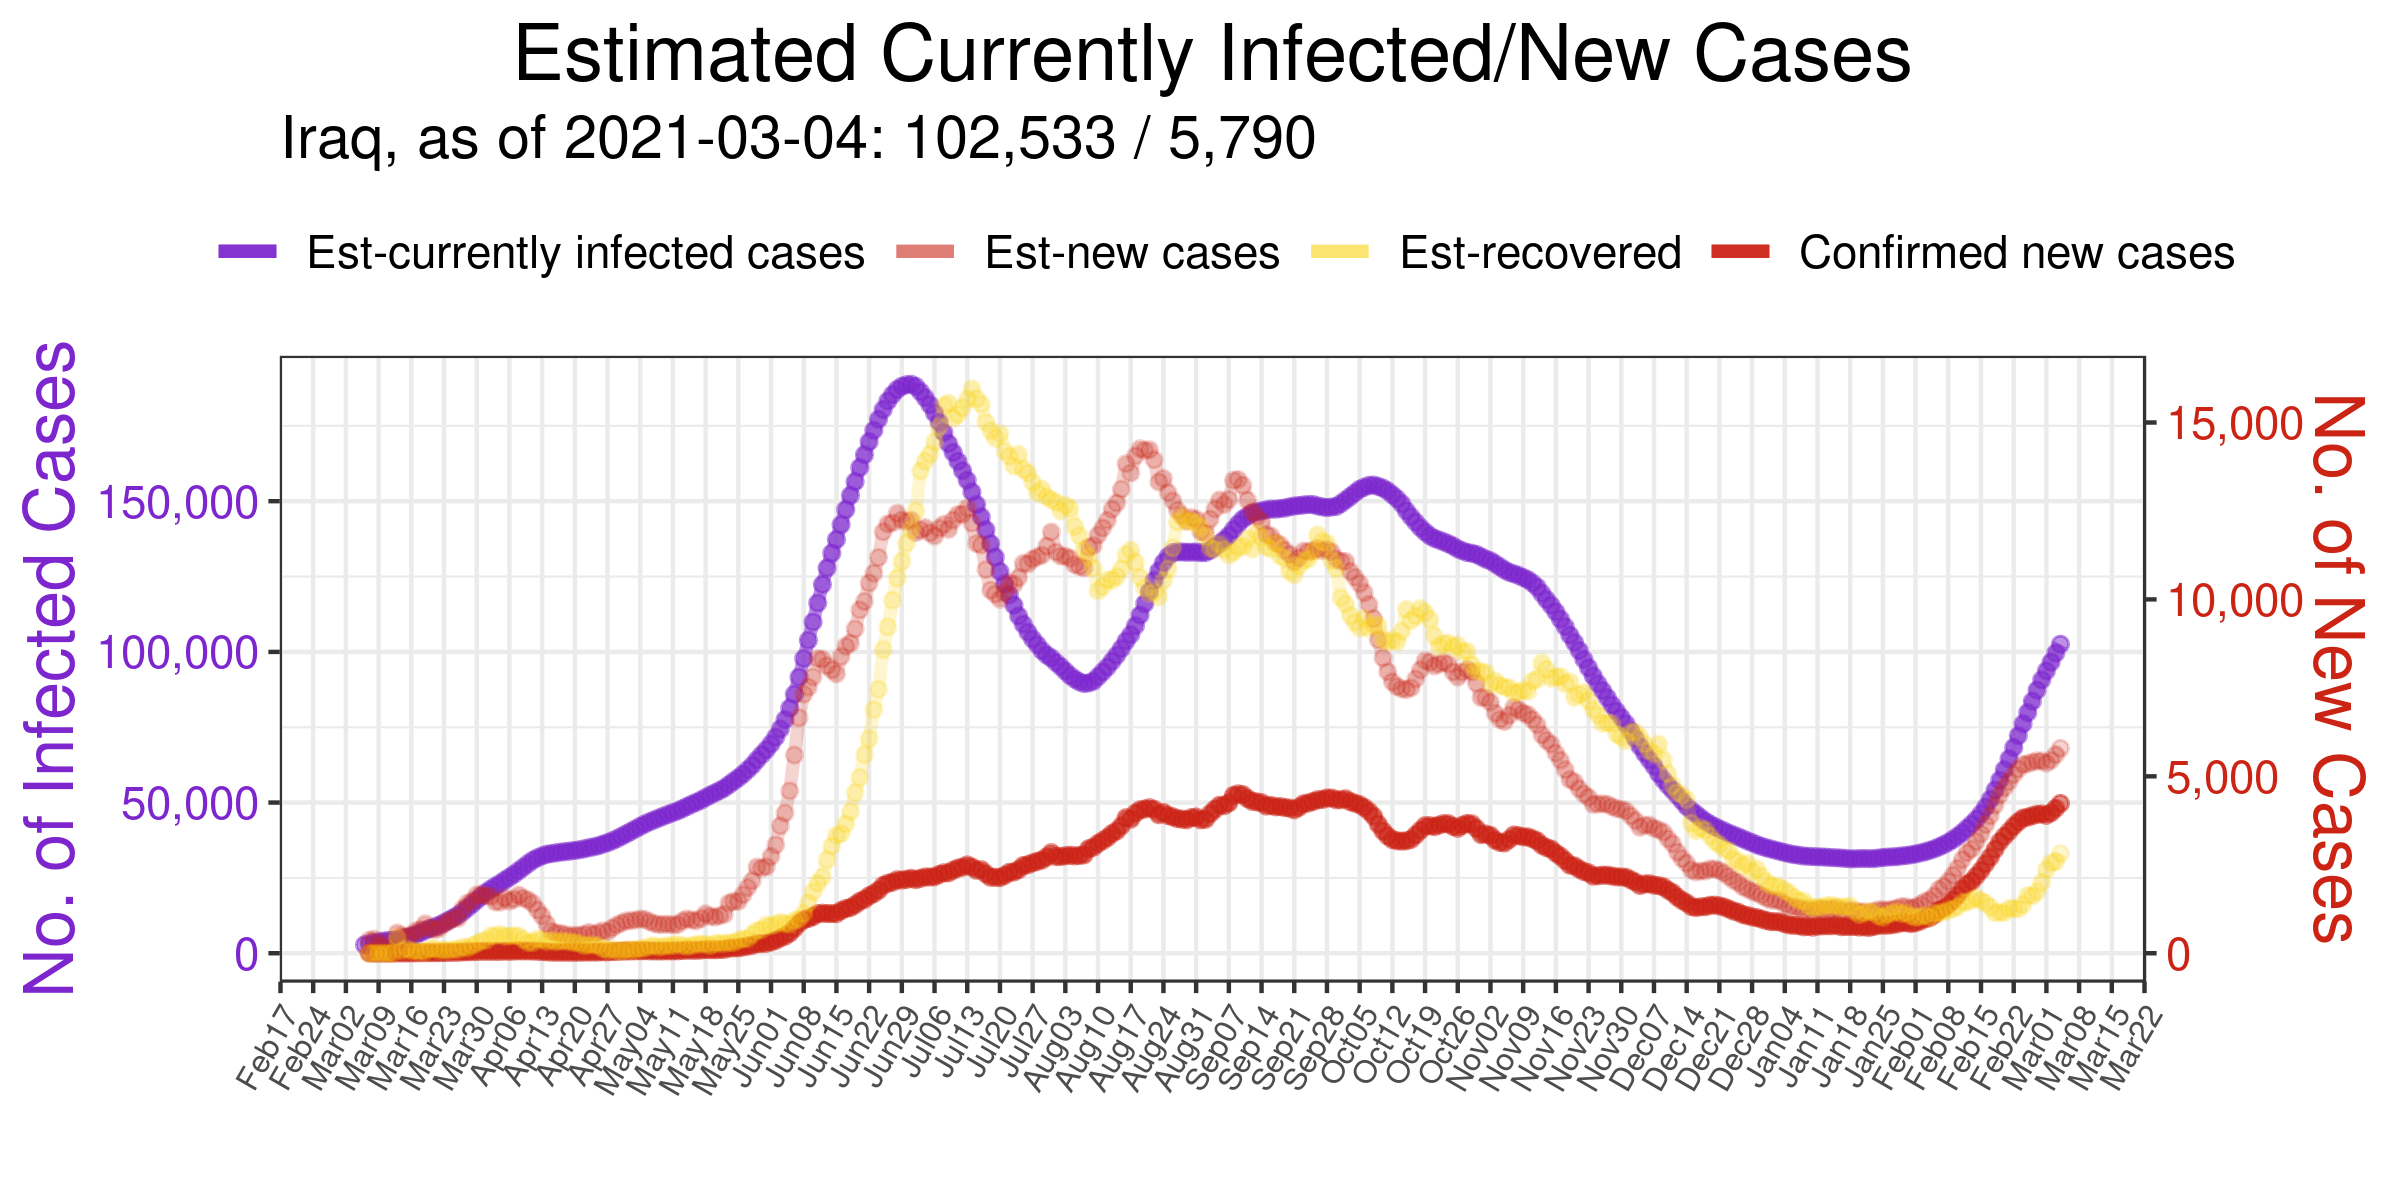 Estimated Currently Infected/New Cases
Iraq, as of 2021-03-04: 102,533 / 5,790
Est-currently infected cases Est-new cases Est-recovered Confirmed new cases
No. of Infected Cases
150,000
100,000
50,000
0
15,000
10,000
5,000
0
No. of New Cases
Feb17 Feb24 Mar02 Mar09 Mar16 Mar23 Mar30 Apr06 Apr13 Apr20 Apr27 May04 May11 May18 May25 Jun01 Jun08 Jun15 Jun22 Jun29 Jul06 Jul13 Jul20 Jul27 Aug03 Aug10 Aug17 Aug24 Aug31 Sep07 Sep14 Sep21 Sep28 Oct05 Oct12 Oct19 Oct26 Nov02 Nov09 Nov16 Nov23 Nov30 Dec07 Dec14 Dec21 Dec28 Dec04 Jan11 Jan18 Jan25 Feb01 Feb08 Feb15 Feb22 Mar01 Mar08 Mar15 Mar22